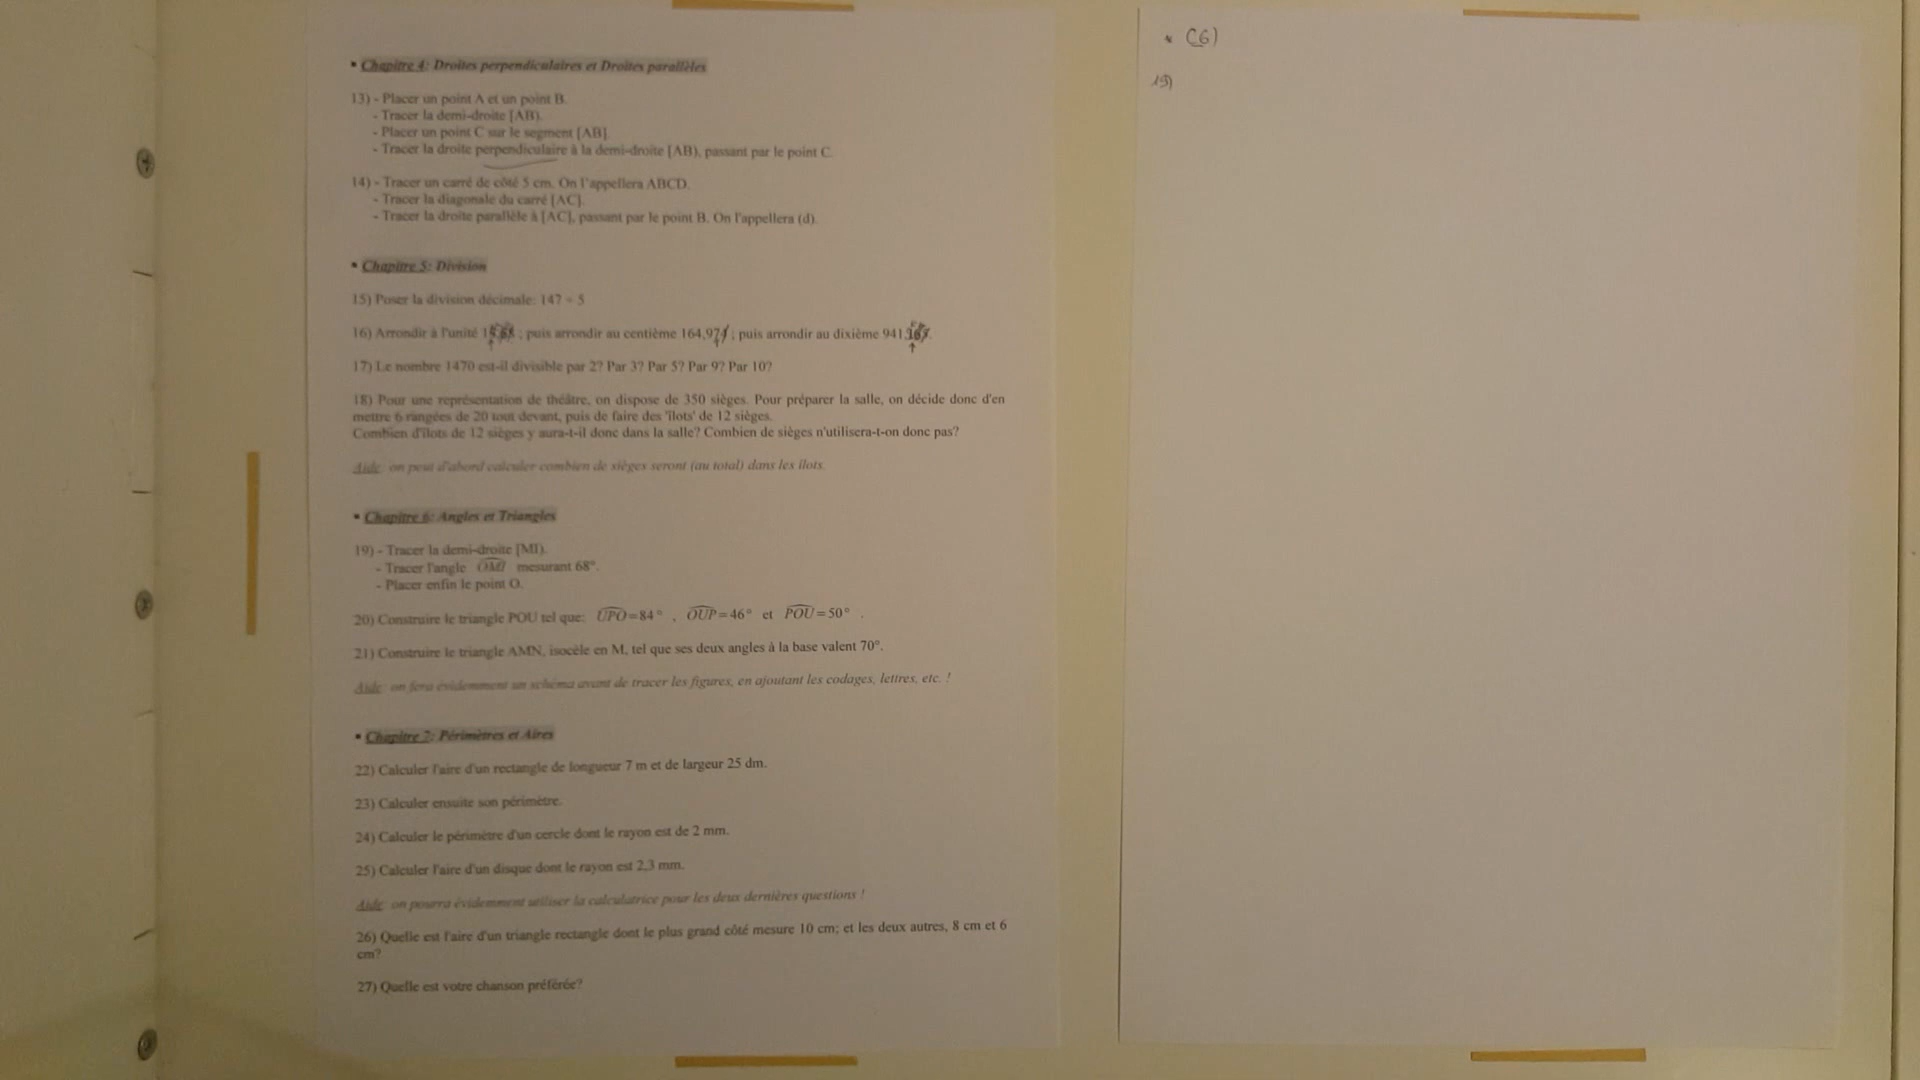 ▪ Chapitre 4: Droites perpendiculaires et Droites parallèles
13) - Placer un point A et un point B.
- Tracer la demi-droite [AB).
- Placer un point C sur le segment [AB]
- Tracer la droite perpendiculaire à la demi-droite [AB), passant par le point C.
14) - Tracer un carré de côté 5 cm. On l'appellera ABCD.
- Tracer la diagonale du carré [AC].
- Tracer la droite parallèle à [AC], passant par le point B. On l'appellera (d).
▪ Chapitre 5: Division
15) Poser la division décimale: 147 ÷ 5
16) Arrondir à l'unité ; puis arrondir au centième 164,974 ; puis arrondir au dixième
17) Le nombre 1470 est-il divisible par 2? Par 3? Par 5? Par 9? Par 10?
18) Pour une représentation de théâtre, on dispose de 350 sièges. Pour préparer la salle, on décide donc d'en
mettre 6 rangées de 20 tout devant, puis de faire des 'îlots' de 12 sièges.
Combien d'îlots de 12 sièges y aura-t-il donc dans la salle? Combien de sièges n'utilisera-t-on donc pas?
Aide: on peut d'abord calculer combien de sièges seront (au total) dans les îlots.
▪ Chapitre 6: Angles et Triangles
19) - Tracer la demi-droite [MI).
- Tracer l'angle OMI mesurant 68°.
- Placer enfin le point O.
20) Construire le triangle POU tel que: UPO=84° , OUP=46° et POU=50° .
21) Construire le triangle AMN, isocèle en M, tel que ses deux angles à la base valent 70°.
Aide: on fera évidemment un schéma avant de tracer les figures, en ajoutant les codages, lettres, etc. !
▪ Chapitre 7: Périmètres et Aires
22) Calculer l'aire d'un rectangle de longueur 7 m et de largeur 25 dm.
23) Calculer ensuite son périmètre.
24) Calculer le périmètre d'un cercle dont le rayon est de 2 mm.
25) Calculer l'aire d'un disque dont le rayon est 2,3 mm.
Aide: on pourra évidemment utiliser la calculatrice pour les deux dernières questions !
26) Quelle est l'aire d'un triangle rectangle dont le plus grand côté mesure 10 cm; et les deux autres, 8 cm et 6
cm?
27) Quelle est votre chanson préférée?
(6)
19)